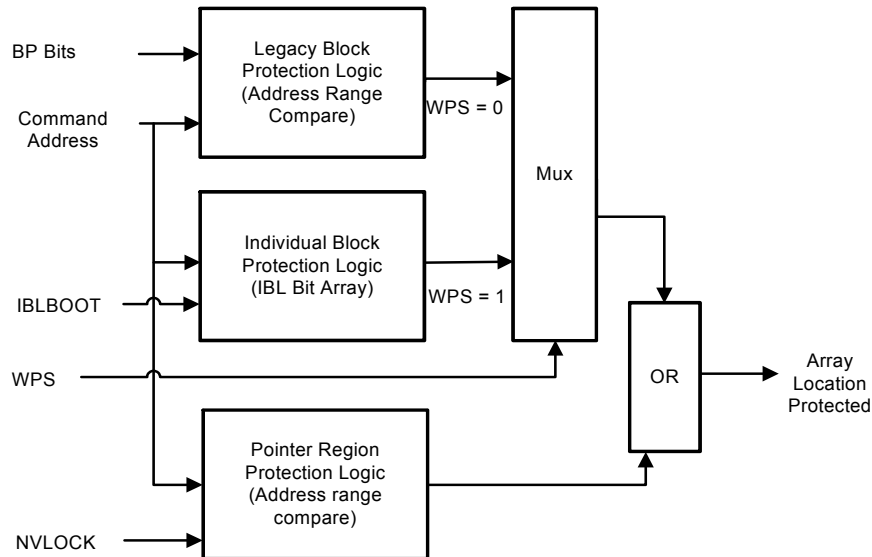 BP Bits
Command
Address
Legacy Block
Protection Logic
(Address Range
Compare)
WPS = 0
Mux
Individual Block
Protection Logic
(IBL Bit Array)
WPS = 1
IBLBOOT
WPS
OR
Array
Location
Protected
Pointer Region
Protection Logic
(Address range
compare)
NVLOCK